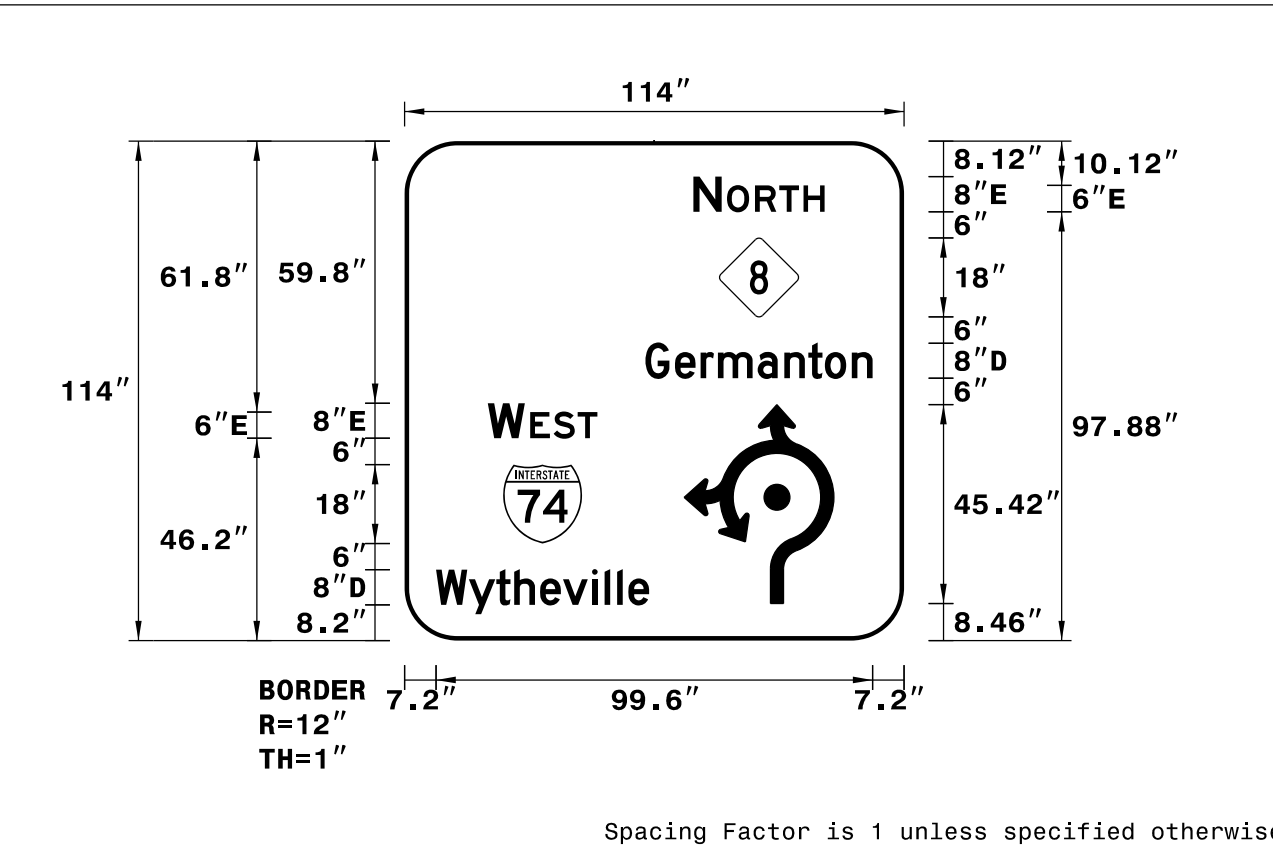 114″
8.12″
10.12″
NORTH
8″E
6″E
6″
61.8″
59.8″
8
18″
6″
Germanton
8″D
6″
114″
6″E
8″E
WEST
97.88″
6″
INTERSTATE
74
18″
45.42″
46.2″
6″
8″D
Wytheville
8.2″
8.46″
BORDER
R=12″
TH=1″
7.2″
99.6″
7.2″
Spacing Factor is 1 unless specified otherwise